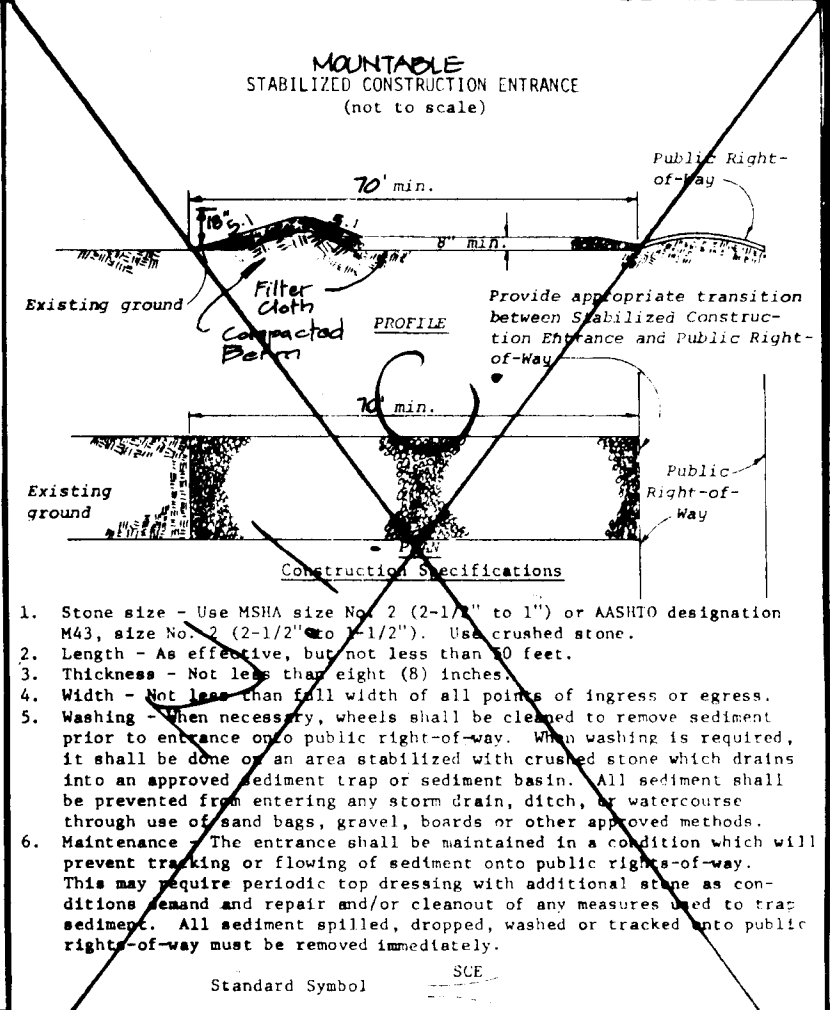 MOUNTABLE
STABILIZED CONSTRUCTION ENTRANCE
(not to scale)
Public Right-
of-Way
70' min.
18"
5:1
5:1
8" min.
Existing ground
Filter
Cloth
Compacted
Berm
PROFILE
Provide appropriate transition
between Stabilized Construc-
tion Entrance and Public Right-
of-Way
70' min.
Existing
ground
Public
Right-of-
Way
PLAN
Construction Specifications
1. Stone size - Use MSHA size No. 2 (2-1/2" to 1") or AASHTO designation
M43, size No. 2 (2-1/2" to 1-1/2"). Use crushed stone.
2. Length - As effective, but not less than 50 feet.
3. Thickness - Not less than eight (8) inches.
4. Width - Not less than full width of all points of ingress or egress.
5. Washing - When necessary, wheels shall be cleaned to remove sediment
prior to entrance onto public right-of-way. When washing is required,
it shall be done on an area stabilized with crushed stone which drains
into an approved sediment trap or sediment basin. All sediment shall
be prevented from entering any storm drain, ditch, or watercourse
through use of sand bags, gravel, boards or other approved methods.
6. Maintenance - The entrance shall be maintained in a condition which will
prevent tracking or flowing of sediment onto public rights-of-way.
This may require periodic top dressing with additional stone as con-
ditions demand and repair and/or cleanout of any measures used to trap
sediment. All sediment spilled, dropped, washed or tracked onto public
rights-of-way must be removed immediately.
Standard Symbol
SCE